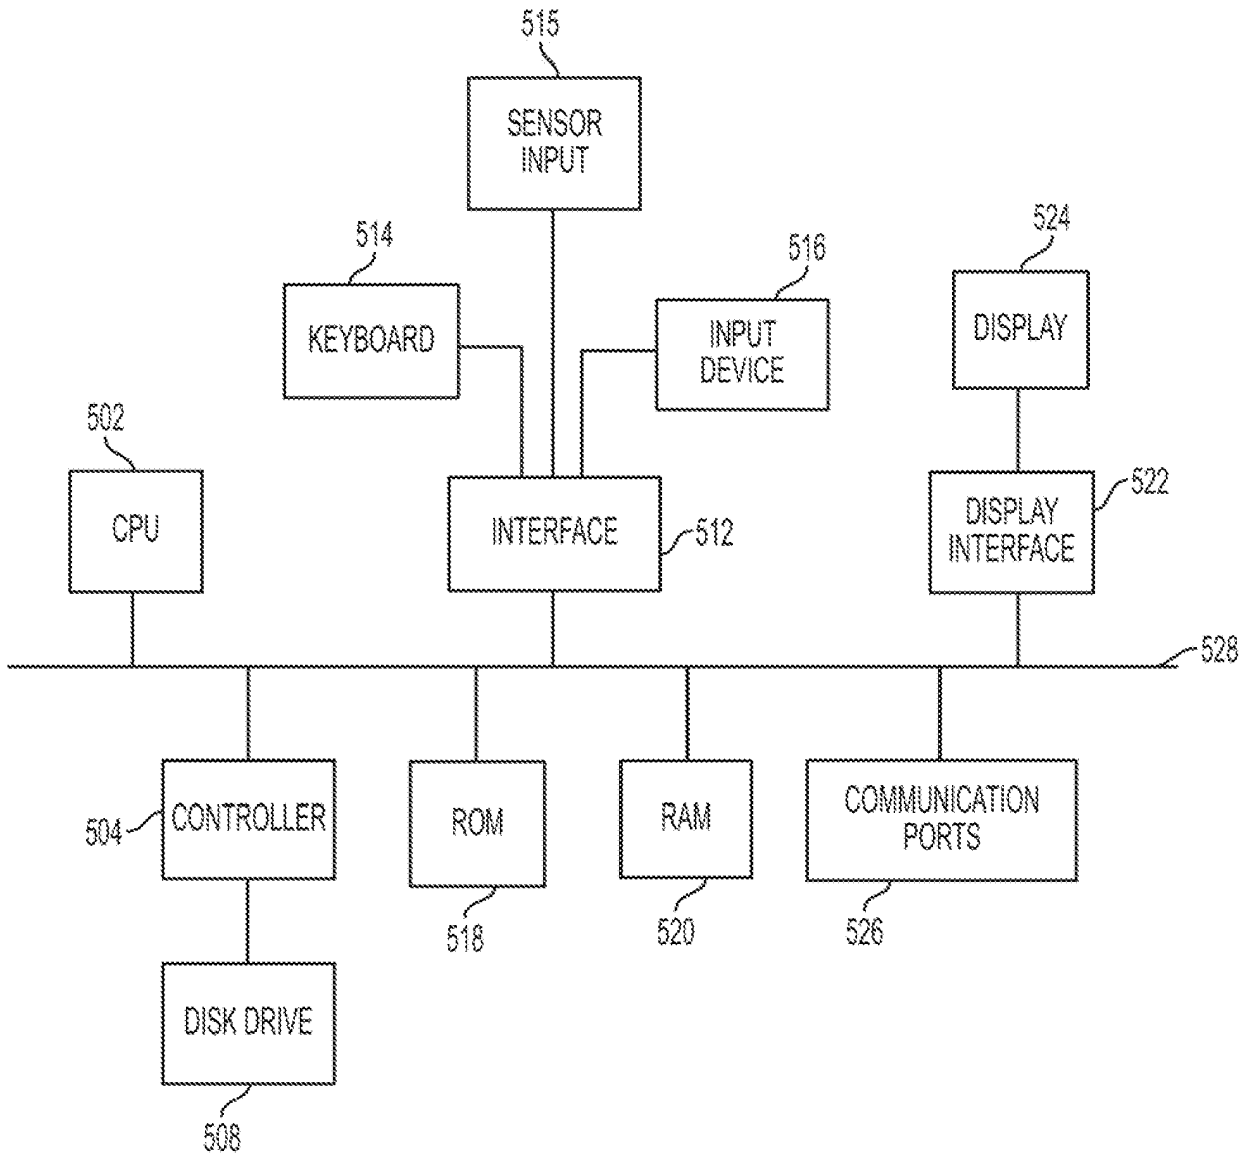 515
SENSOR
INPUT
514
KEYBOARD
516
INPUT
DEVICE
524
DISPLAY
502
CPU
INTERFACE
512
DISPLAY
INTERFACE
522
528
CONTROLLER
504
ROM
518
RAM
520
COMMUNICATION
PORTS
526
DISK DRIVE
508